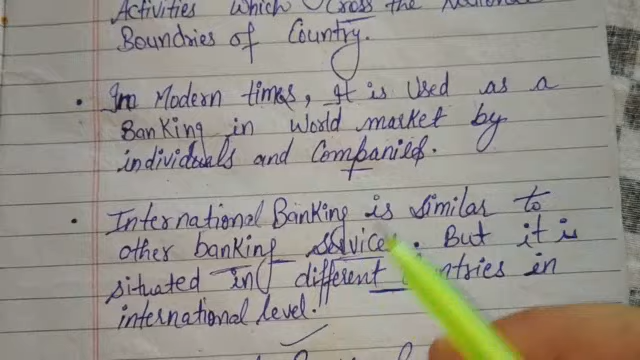 Activities Which Cross the National
Boundries of Country.
• In Modern times, It is Used as a
Banking in World market by
individuals and Companies.
• International Banking is similar to
other banking services. But it is
situated in different Countries in
international level.